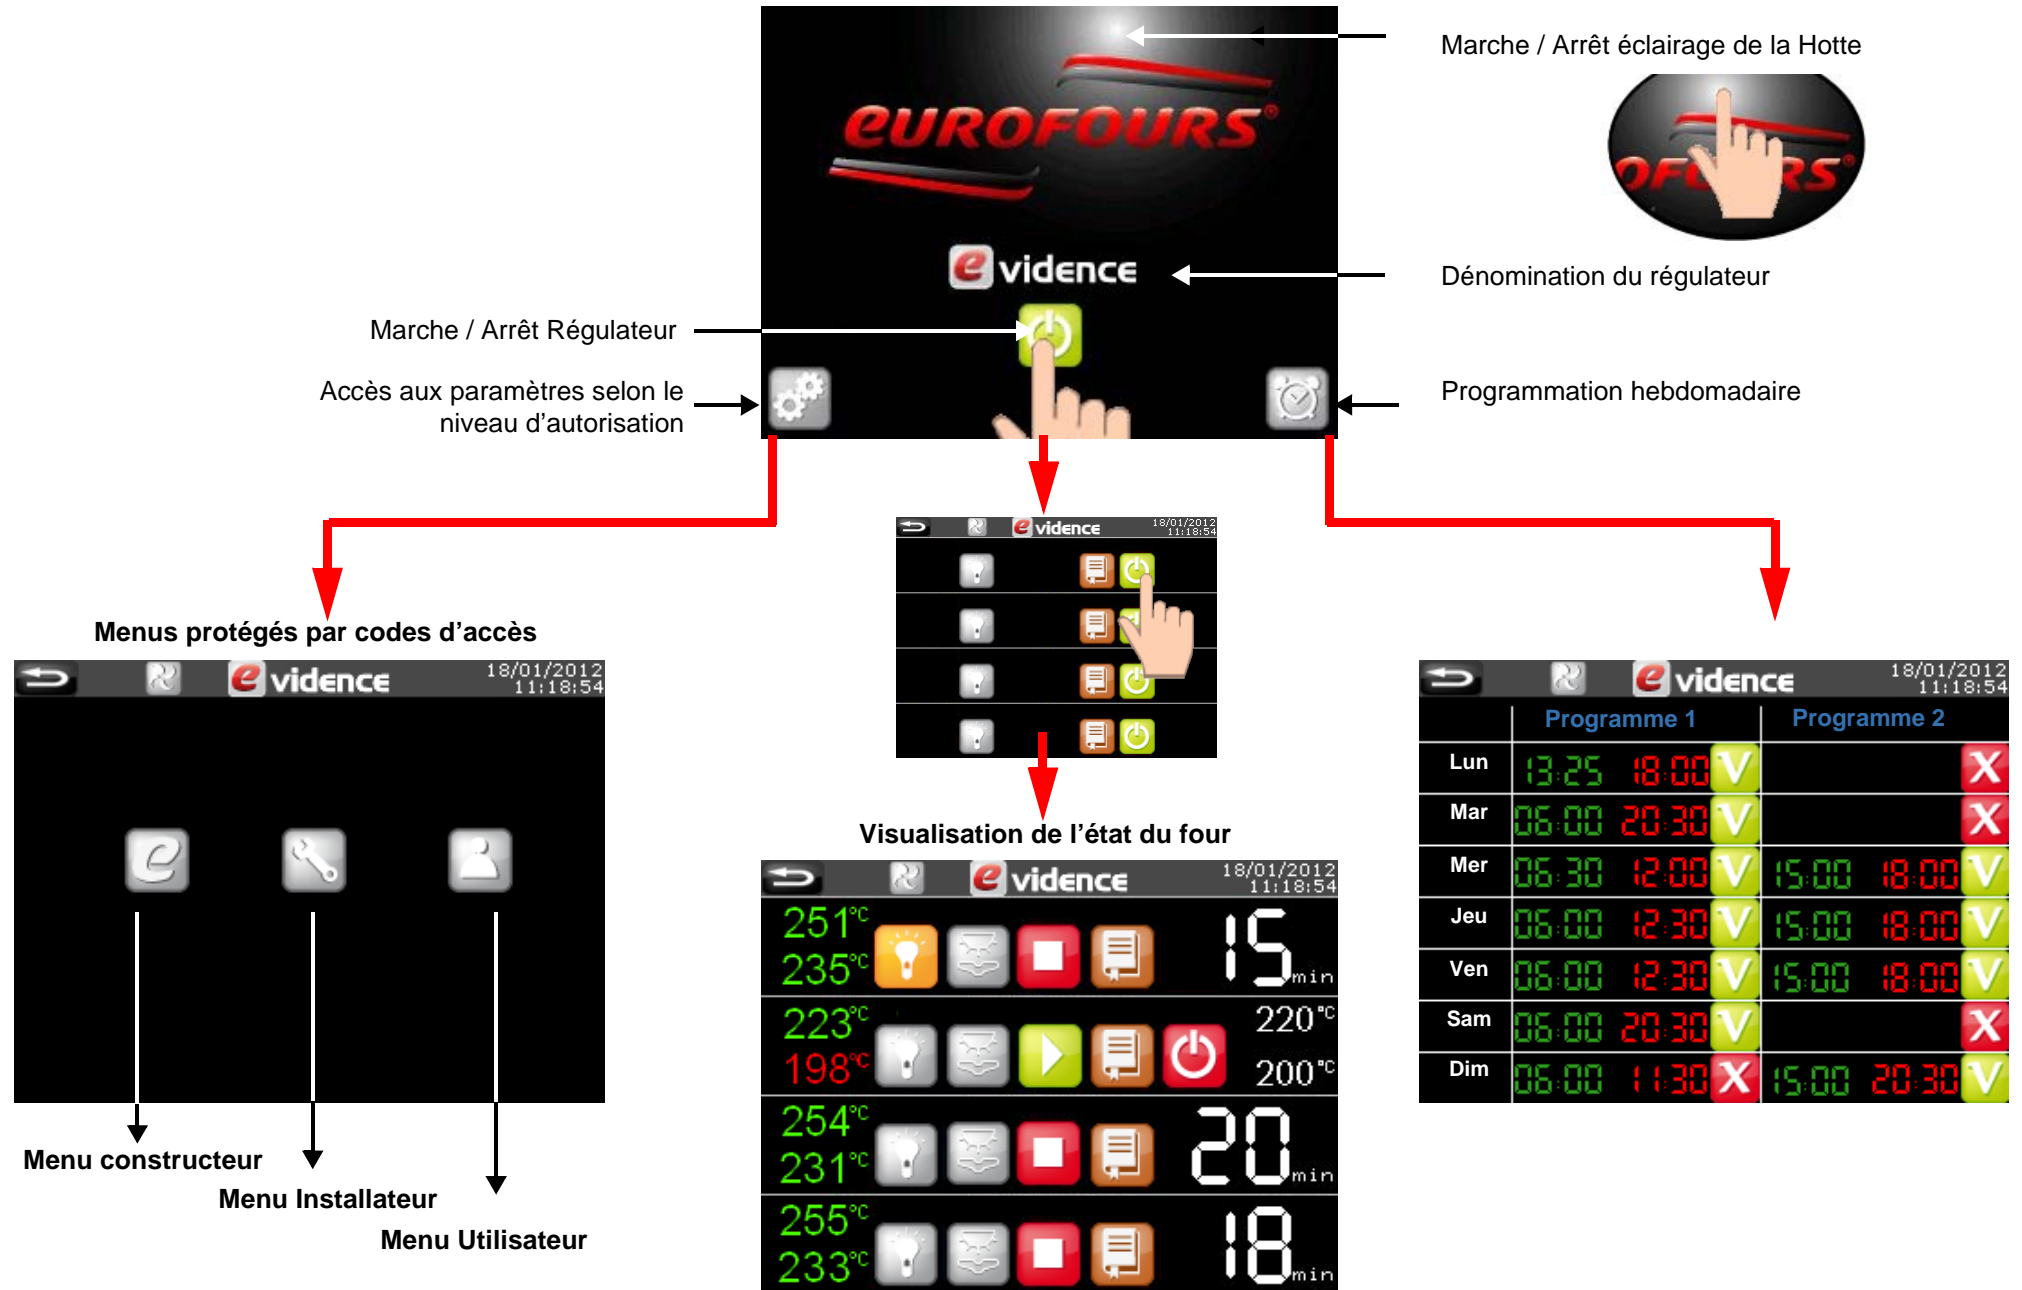 Marche / Arrêt éclairage de la Hotte
EUROFOURS®
OFOURS®
evidence
Dénomination du régulateur
Marche / Arrêt Régulateur
Accès aux paramètres selon le
niveau d’autorisation
Programmation hebdomadaire
evidence
18/01/2012
11:18:54
Menus protégés par codes d’accès
evidence
18/01/2012
11:18:54
e
Menu constructeur
Menu Installateur
Menu Utilisateur
Visualisation de l’état du four
evidence
18/01/2012
11:18:54
251°C
235°C
15 min
223°C
198°C
220°C
200°C
254°C
231°C
20 min
255°C
233°C
18 min
evidence
18/01/2012
11:18:54
Programme 1 Programme 2
Lun 13:25 18:00 V X
Mar 06:00 20:30 V X
Mer 06:30 12:00 V 15:00 18:00 V
Jeu 06:00 12:30 V 15:00 18:00 V
Ven 06:00 12:30 V 15:00 18:00 V
Sam 06:00 20:30 V X
Dim 06:00 11:30 X 15:00 20:30 V